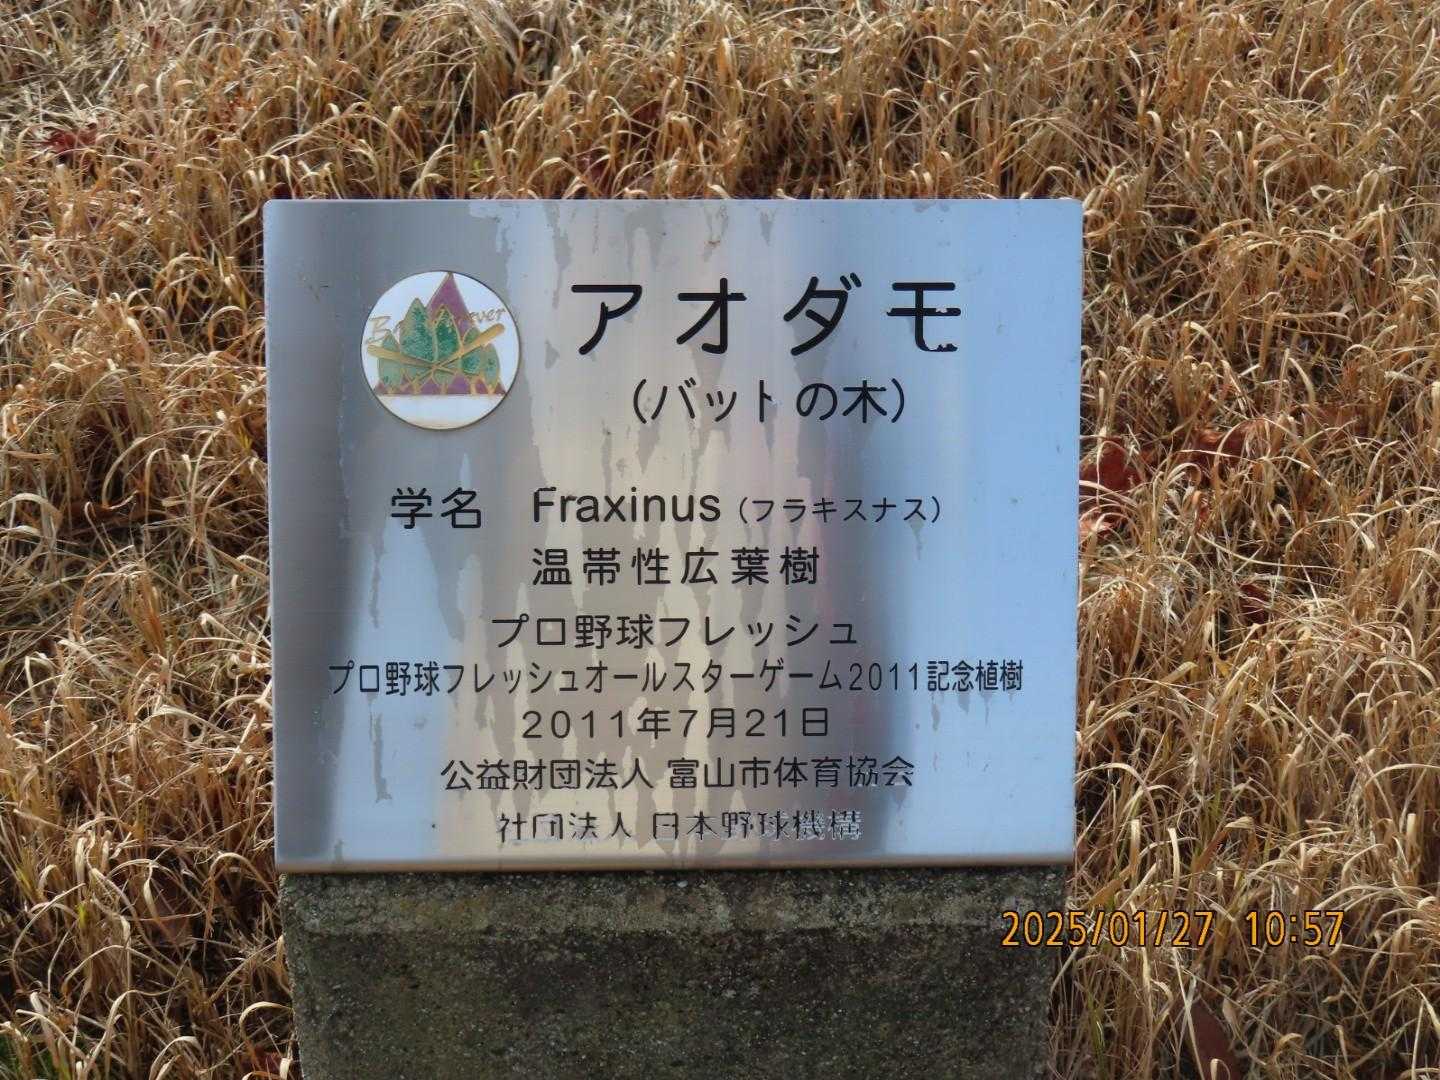 アオダモ
(バットの木)
学名 Fraxinus (フラキスナス)
温帯性広葉樹
プロ野球フレッシュ
プロ野球フレッシュオールスターゲーム2011記念植樹
2011年7月21日
公益財団法人 富山市体育協会
社団法人 日本野球機構
2025/01/27 10:57